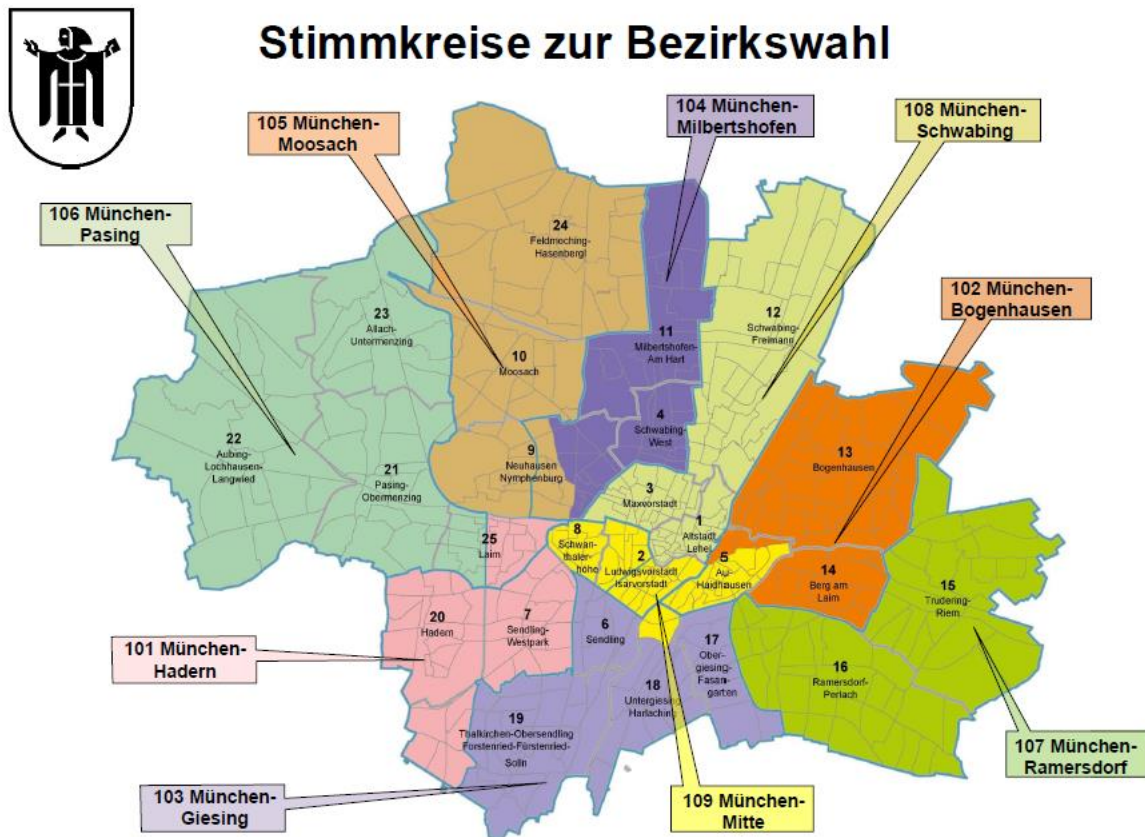 Stimmkreise zur Bezirkswahl
104 München-
Milbertshofen
108 München-
Schwabing
105 München-
Moosach
106 München-
Pasing
102 München-
Bogenhausen
24
Feldmoching-
Hasenbergl
23
Allach-
Untermenzing
12
Schwabing-
Freimann
11
Milbertshofen-
Am Hart
10
Moosach
4
Schwabing-
West
22
Aubing-
Lochhausen-
Langwied
21
Pasing-
Obermenzing
9
Neuhausen
Nymphenburg
13
Bogenhausen
3
Maxvorstadt
1
Altstadt
Lehel
25
Laim
8
Schwan-
thaler-
höhe
2
Ludwigsvorstadt
Isarvorstadt
5
Au-
Haidhausen
14
Berg am
Laim
15
Trudering-
Riem
20
Hadern
7
Sendling-
Westpark
6
Sendling
17
Ober-
giesing-
Fasan-
garten
16
Ramersdorf-
Perlach
18
Untergiesing
Harlaching
19
Thalkirchen-Obersendling
Forstenried-Fürstenried-
Solln
101 München-
Hadern
103 München-
Giesing
109 München-
Mitte
107 München-
Ramersdorf